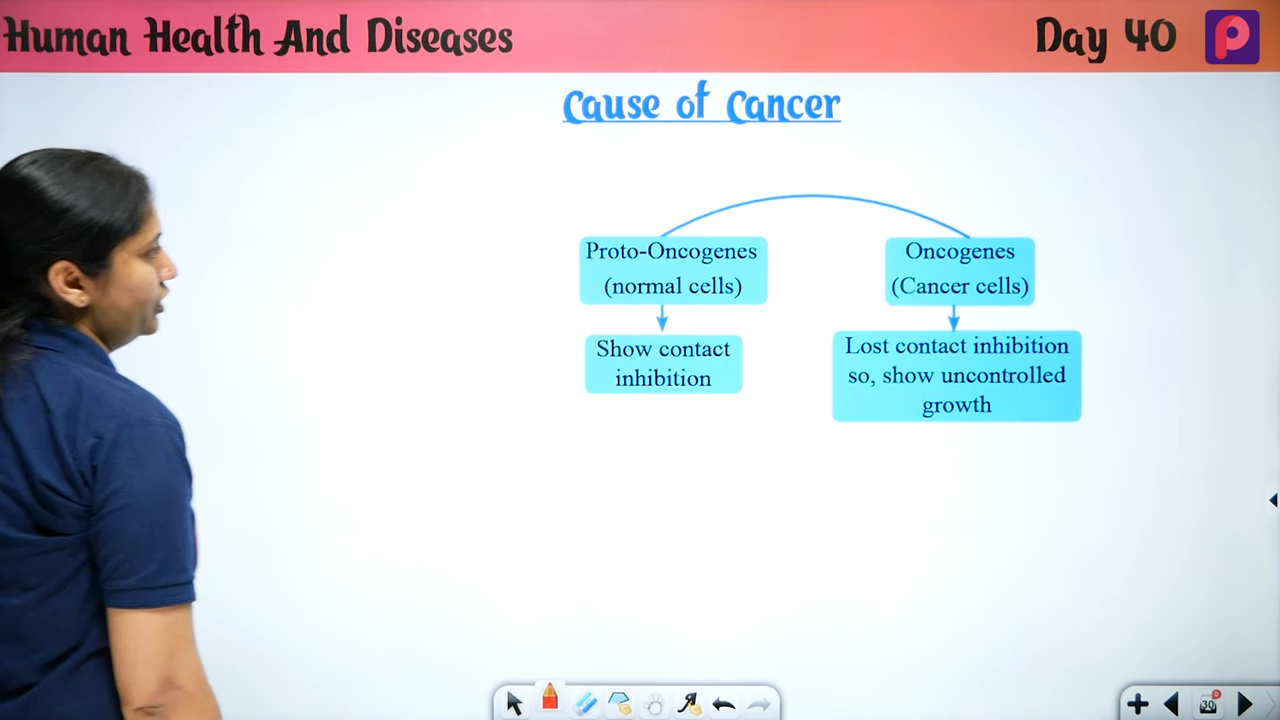 Human Health And Diseases
Day 40
Cause of Cancer
Proto-Oncogenes
(normal cells)
Oncogenes
(Cancer cells)
Show contact
inhibition
Lost contact inhibition
so, show uncontrolled
growth
30